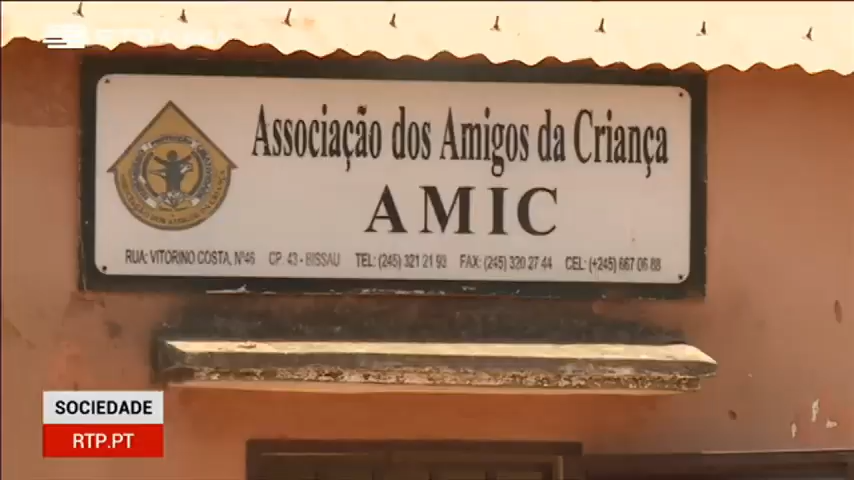 Associação dos Amigos da Criança
AMIC
RUA: VITORINO COSTA, Nº46 CP 43 - BISSAU TEL: (245) 321 21 93 FAX: (245) 320 27 44 CEL: (+245) 667 06 88
SOCIEDADE
RTP.PT